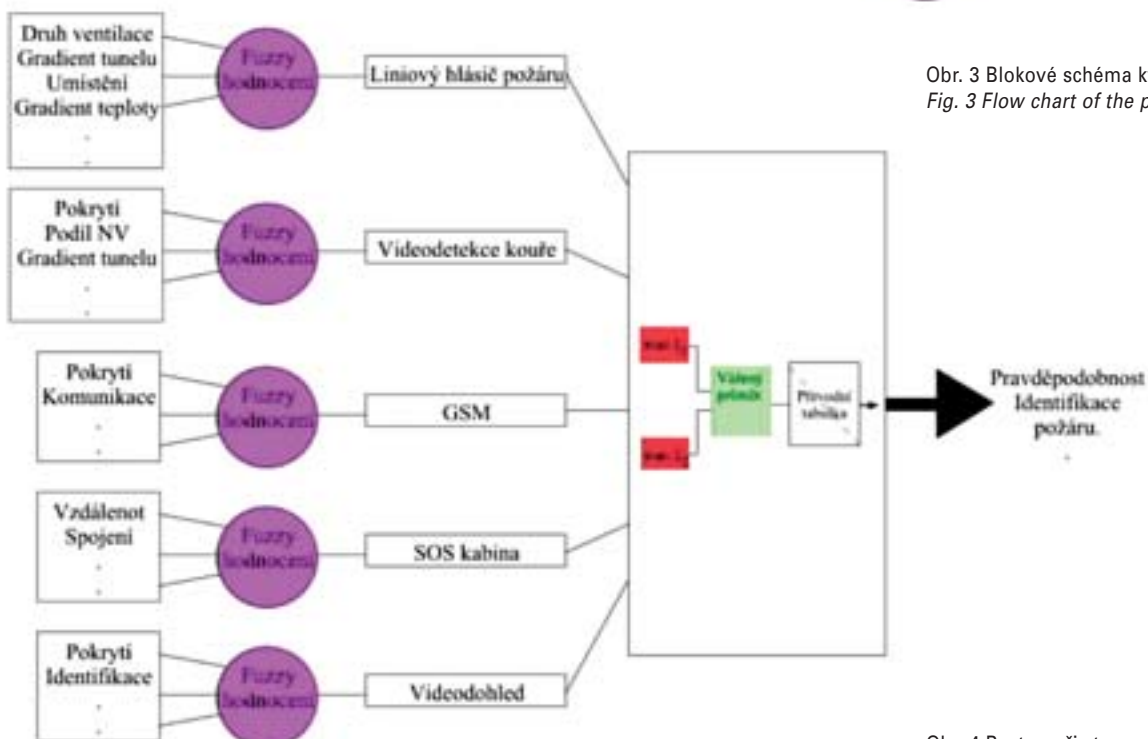 Druh ventilace
Gradient tunelu
Umístění
Gradient teploty
Fuzzy
hodnocení
Liniový hlásič požáru
Obr. 3 Blokové schéma k
Fig. 3 Flow chart of the p
Pokrytí
Podíl NV
Gradient tunelu
Fuzzy
hodnocení
Videodetekce kouře
Pokrytí
Komunikace
Fuzzy
hodnocení
GSM
Vážený
průměr
Převodní
tabulka
Pravděpodobnost
Identifikace
požáru.
Vzdálenot
Spojení
Fuzzy
hodnocení
SOS kabina
Pokrytí
Identifikace
Fuzzy
hodnocení
Videodohled